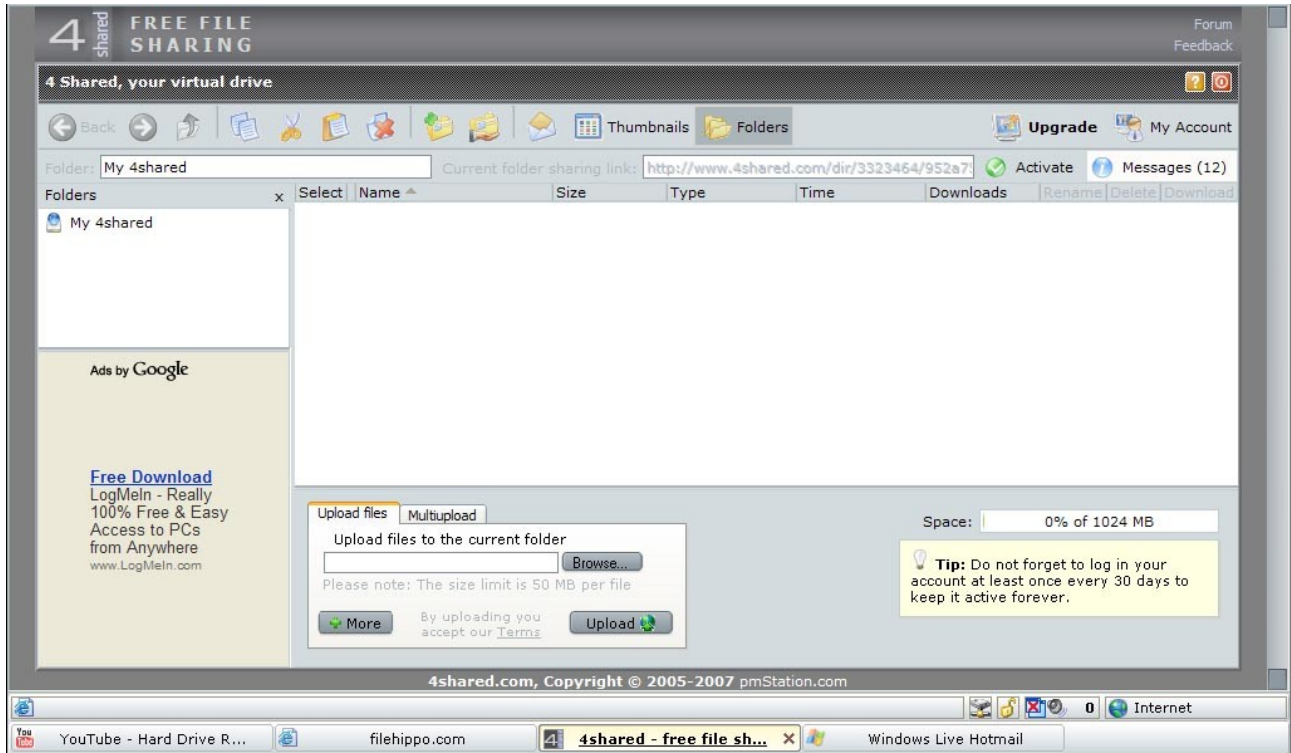 4 shared FREE FILE SHARING
Forum
Feedback
4 Shared, your virtual drive
Back Thumbnails Folders Upgrade My Account
Folder: My 4shared Current folder sharing link: http://www.4shared.com/dir/3323464/952a75 Activate Messages (12)
Folders x Select Name Size Type Time Downloads Rename Delete Download
My 4shared
Ads by Google
Free Download
LogMeIn - Really
100% Free & Easy
Access to PCs
from Anywhere
www.LogMeIn.com
Upload files Multiupload
Upload files to the current folder
Browse...
Please note: The size limit is 50 MB per file
More
By uploading you
accept our Terms
Upload
Space: 0% of 1024 MB
Tip: Do not forget to log in your
account at least once every 30 days to
keep it active forever.
4shared.com, Copyright © 2005-2007 pmStation.com
0 Internet
You Tube YouTube - Hard Drive R... filehippo.com 4 4shared - free file sh... x Windows Live Hotmail